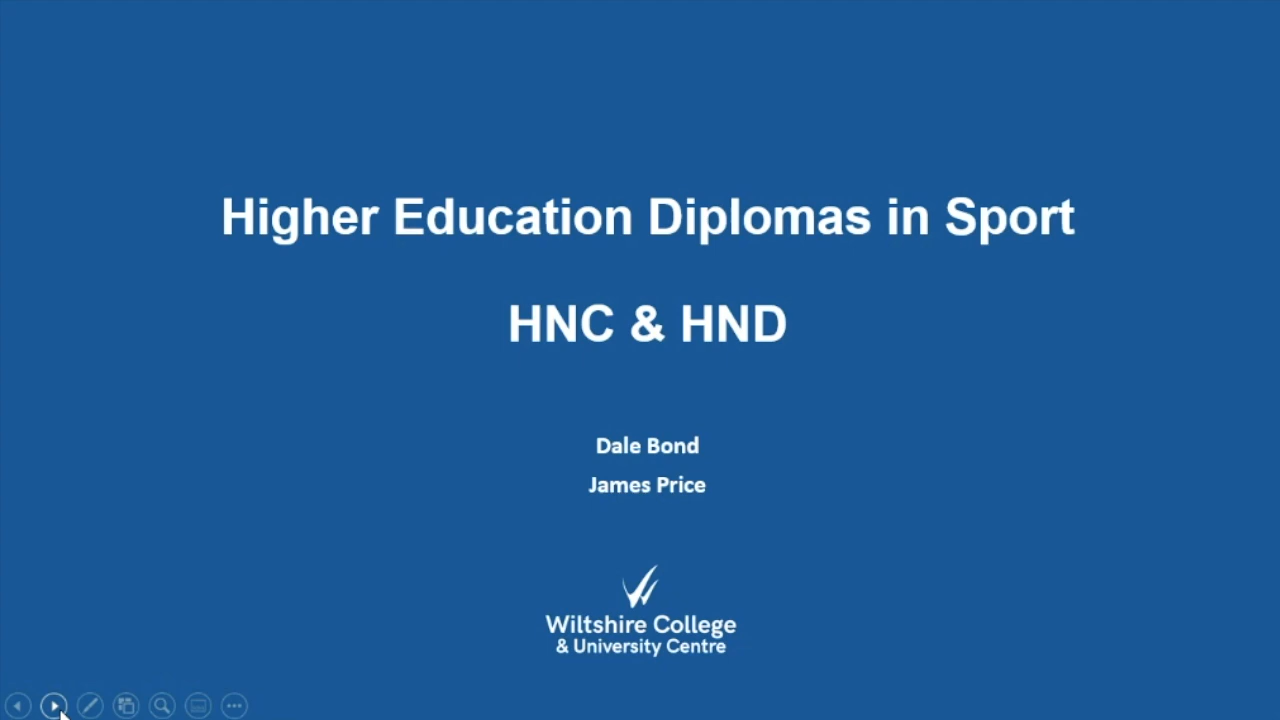 Higher Education Diplomas in Sport
HNC & HND
Dale Bond
James Price
Wiltshire College
& University Centre